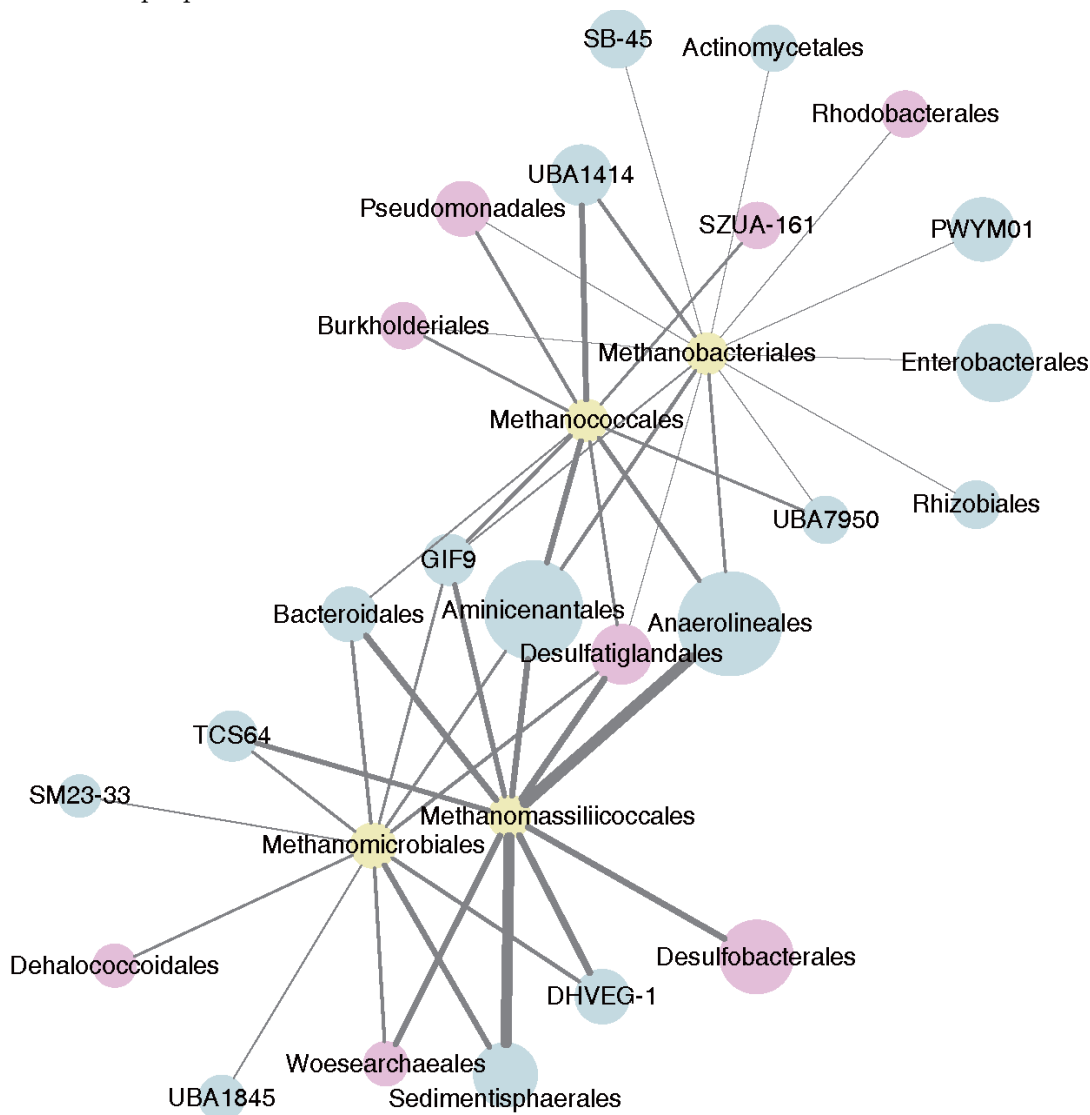 SB-45
Actinomycetales
Rhodobacterales
UBA1414
Pseudomonadales
SZUA-161
PWYM01
Burkholderiales
Methanobacteriales
Enterobacterales
Methanococcales
Rhizobiales
UBA7950
GIF9
Bacteroidales
Aminicenantales
Anaerolineales
Desulfatiglandales
TCS64
SM23-33
Methanomassiliicoccales
Methanomicrobiales
Desulfobacterales
Dehalococcoidales
DHVEG-1
Woesearchaeales
UBA1845
Sedimentisphaerales